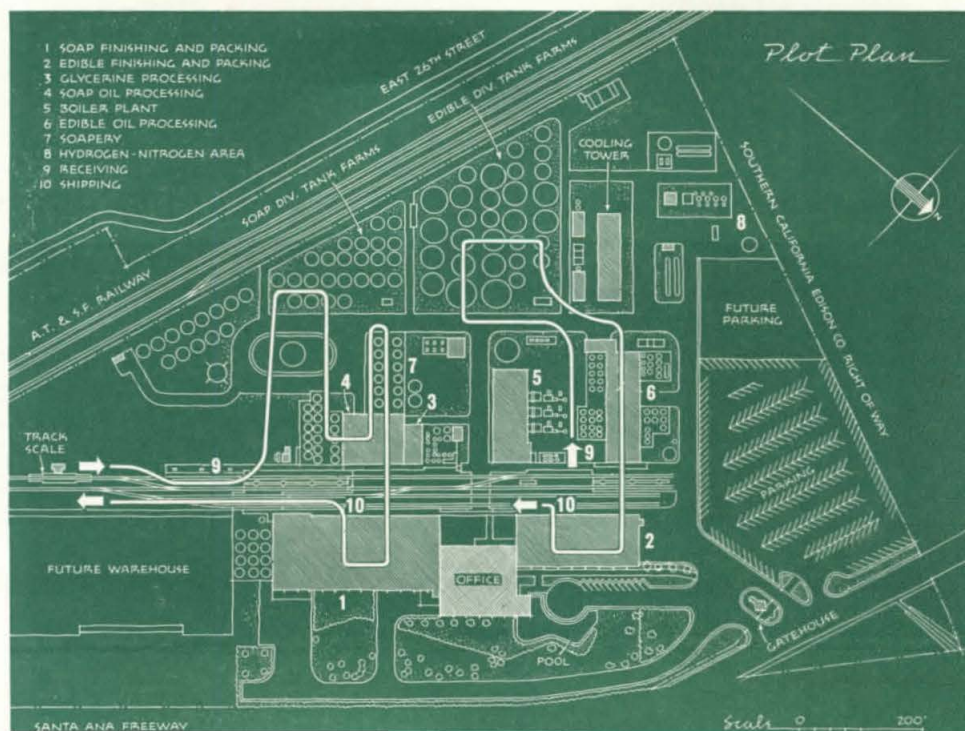 Plot Plan
1 SOAP FINISHING AND PACKING
2 EDIBLE FINISHING AND PACKING
3 GLYCERINE PROCESSING
4 SOAP OIL PROCESSING
5 BOILER PLANT
6 EDIBLE OIL PROCESSING
7 SOAPERY
8 HYDROGEN-NITROGEN AREA
9 RECEIVING
10 SHIPPING
EAST 26TH STREET
EDIBLE DIV. TANK FARMS
SOAP DIV. TANK FARMS
A.T. & S.F. RAILWAY
COOLING
TOWER
SOUTHERN CALIFORNIA EDISON CO. RIGHT OF WAY
N
8
FUTURE
PARKING
7
4
3
5
6
TRACK
SCALE
9
9
PARKING
10
10
2
FUTURE WAREHOUSE
OFFICE
1
POOL
GATEHOUSE
SANTA ANA FREEWAY
Scale 0 200'